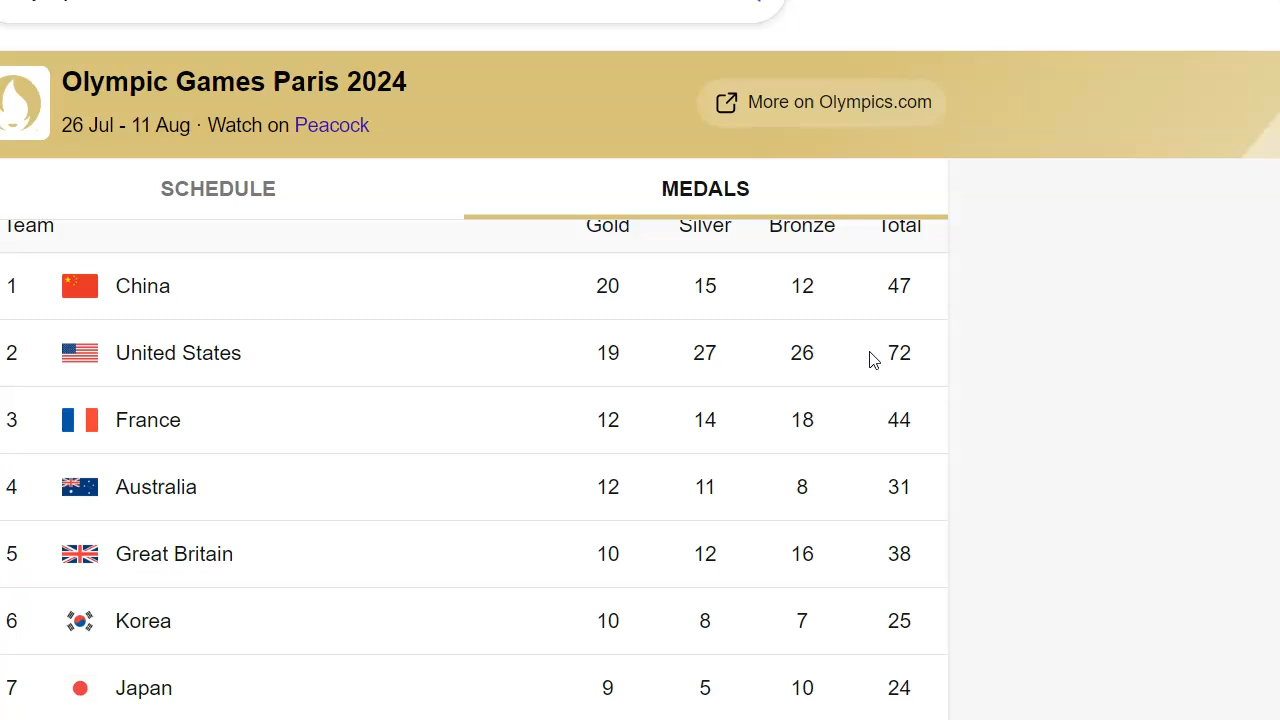 Olympic Games Paris 2024
26 Jul - 11 Aug · Watch on Peacock
More on Olympics.com
SCHEDULE MEDALS
Team Gold Silver Bronze Total
1 China 20 15 12 47
2 United States 19 27 26 72
3 France 12 14 18 44
4 Australia 12 11 8 31
5 Great Britain 10 12 16 38
6 Korea 10 8 7 25
7 Japan 9 5 10 24